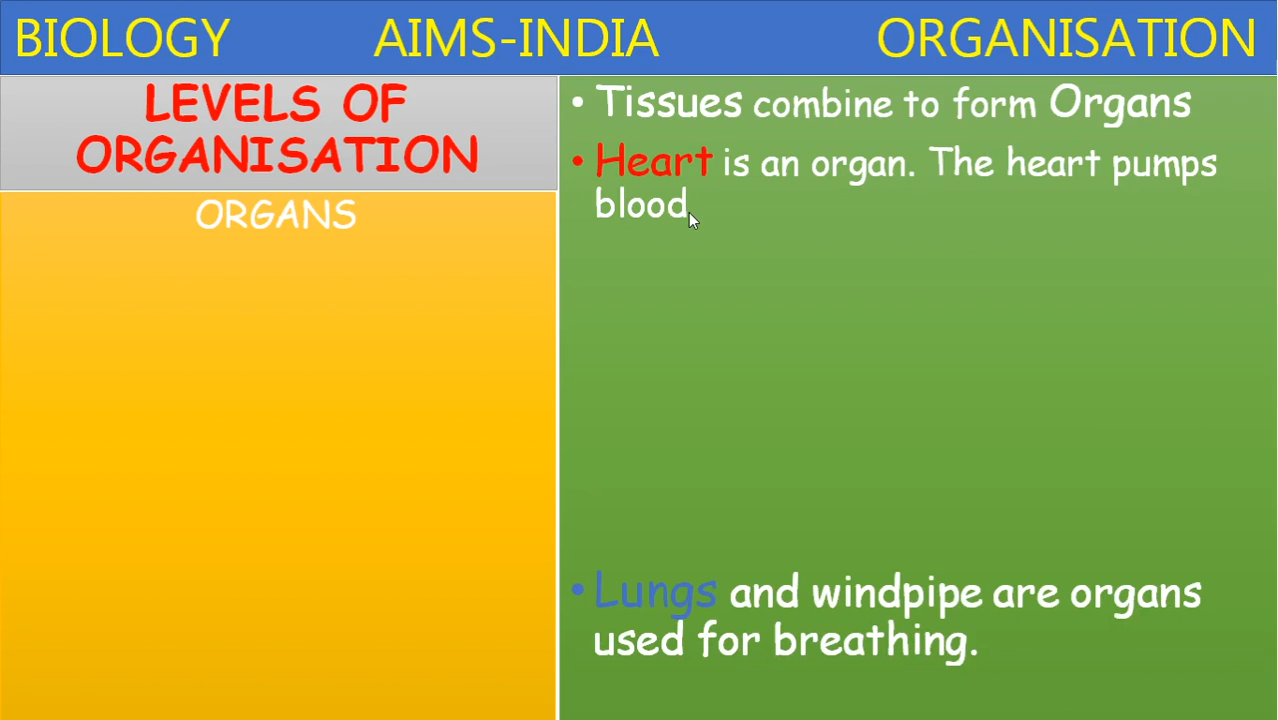 BIOLOGY AIMS-INDIA ORGANISATION
LEVELS OF
ORGANISATION
ORGANS
• Tissues combine to form Organs
• Heart is an organ. The heart pumps
blood
• Lungs and windpipe are organs
used for breathing.